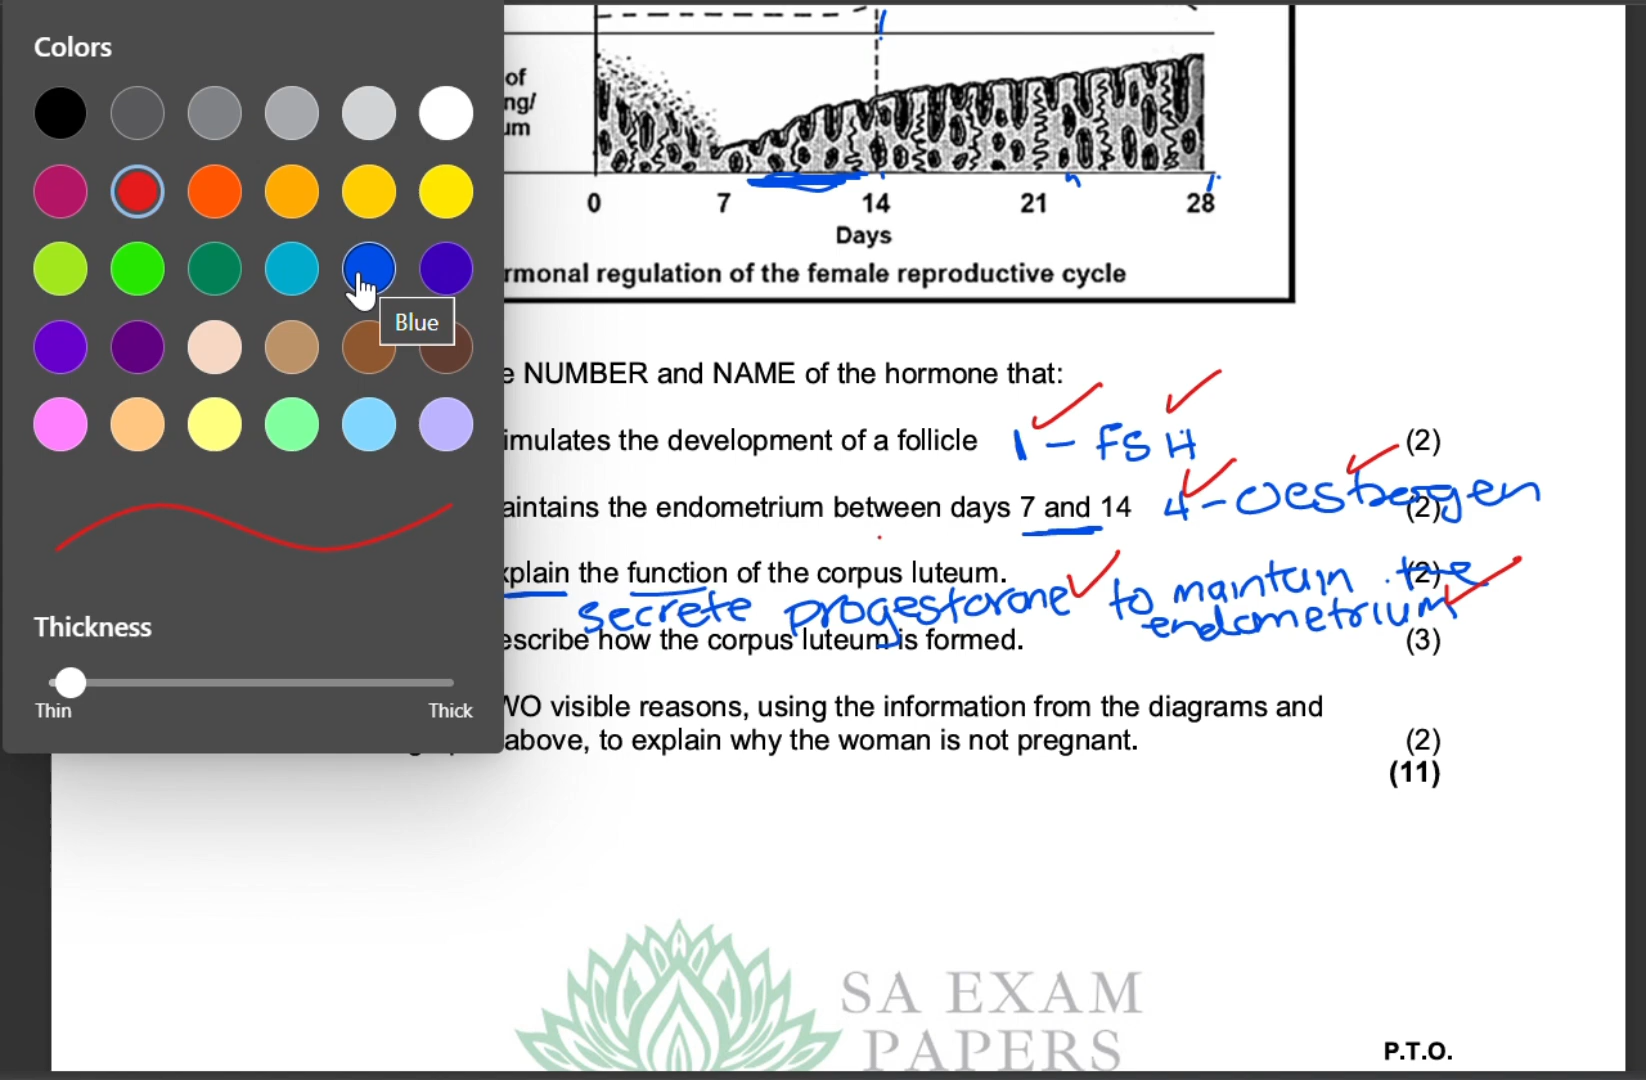 Colors
Blue
Thickness
Thin
Thick
of
ng/
um
0 7 14 21 28
Days
rmonal regulation of the female reproductive cycle
e NUMBER and NAME of the hormone that:
imulates the development of a follicle 1 - FSH (2)
aintains the endometrium between days 7 and 14 4 - Oestrogen (2)
xplain the function of the corpus luteum. (2)
secrete progestorone to maintain the
endometrium
escribe how the corpus luteum is formed. (3)
WO visible reasons, using the information from the diagrams and
above, to explain why the woman is not pregnant. (2)
(11)
SA EXAM
PAPERS
P.T.O.